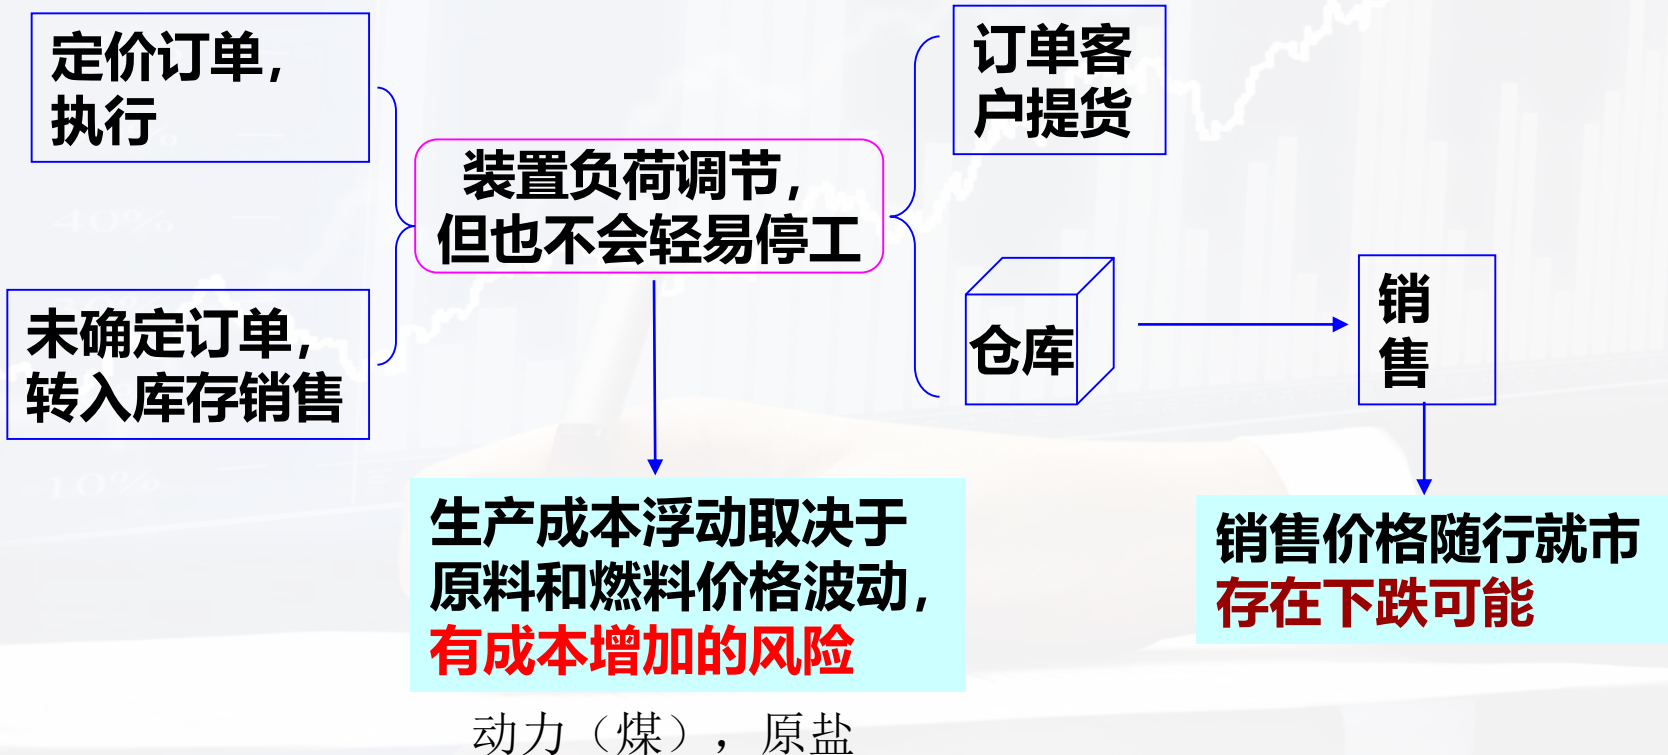 定价订单，
执行
未确定订单，
转入库存销售
装置负荷调节，
但也不会轻易停工
订单客
户提货
仓库
销
售
生产成本浮动取决于
原料和燃料价格波动，
有成本增加的风险
销售价格随行就市
存在下跌可能
动力（煤），原盐
40%
10%